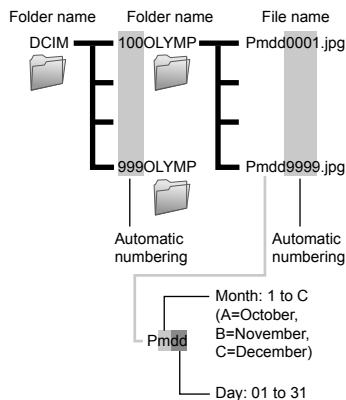 Folder name Folder name File name
DCIM 100OLYMP Pmdd0001.jpg
999OLYMP Pmdd9999.jpg
Automatic numbering Automatic numbering
Month: 1 to C
(A=October,
B=November,
C=December)
Pmdd
Day: 01 to 31